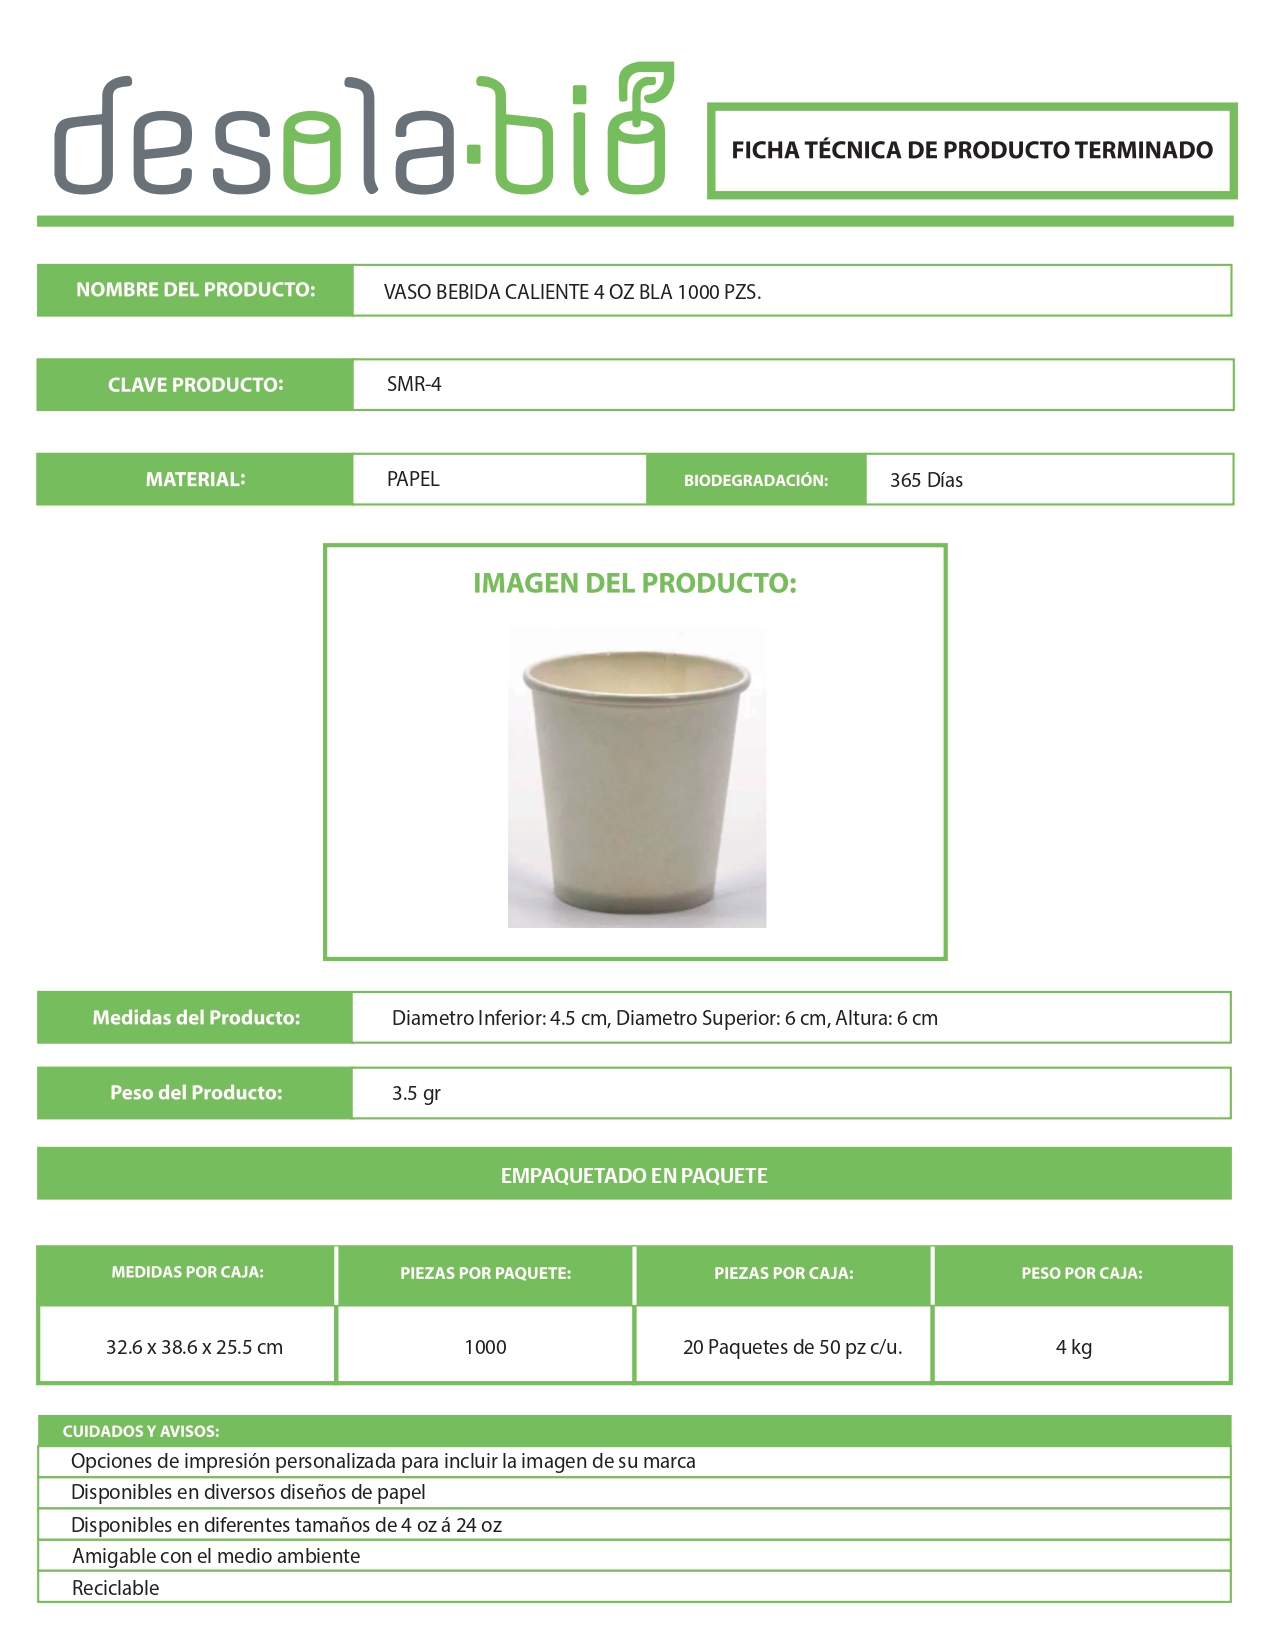 desola.bio
FICHA TÉCNICA DE PRODUCTO TERMINADO
NOMBRE DEL PRODUCTO: VASO BEBIDA CALIENTE 4 OZ BLA 1000 PZS.
CLAVE PRODUCTO: SMR-4
MATERIAL: PAPEL BIODEGRADACIÓN: 365 Días
IMAGEN DEL PRODUCTO:
Medidas del Producto: Diametro Inferior: 4.5 cm, Diametro Superior: 6 cm, Altura: 6 cm
Peso del Producto: 3.5 gr
EMPAQUETADO EN PAQUETE
MEDIDAS POR CAJA: PIEZAS POR PAQUETE: PIEZAS POR CAJA: PESO POR CAJA:
32.6 x 38.6 x 25.5 cm 1000 20 Paquetes de 50 pz c/u. 4 kg
CUIDADOS Y AVISOS:
Opciones de impresión personalizada para incluir la imagen de su marca
Disponibles en diversos diseños de papel
Disponibles en diferentes tamaños de 4 oz á 24 oz
Amigable con el medio ambiente
Reciclable